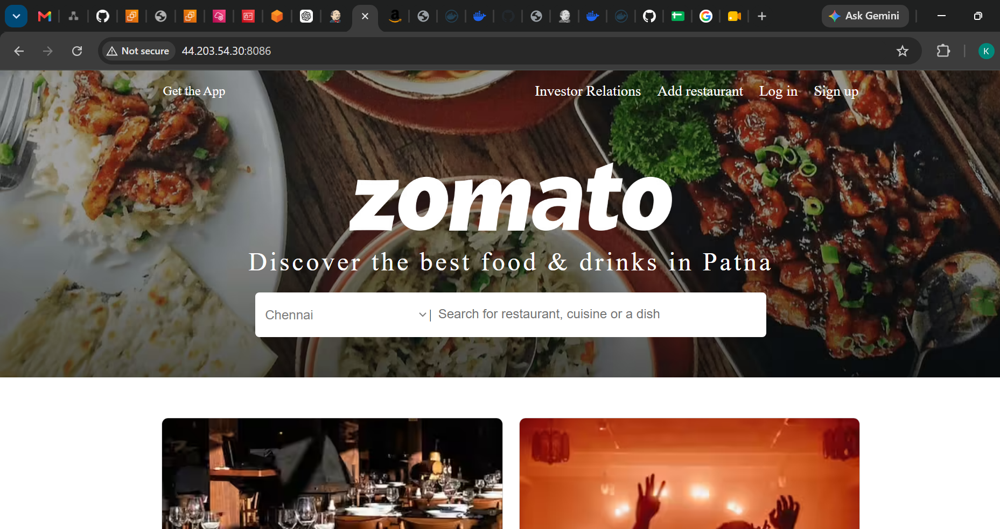 Ask Gemini
Not secure
44.203.54.30:8086
K
Get the App
Investor Relations
Add restaurant
Log in
Sign up
zomato
Discover the best food & drinks in Patna
Chennai
Search for restaurant, cuisine or a dish